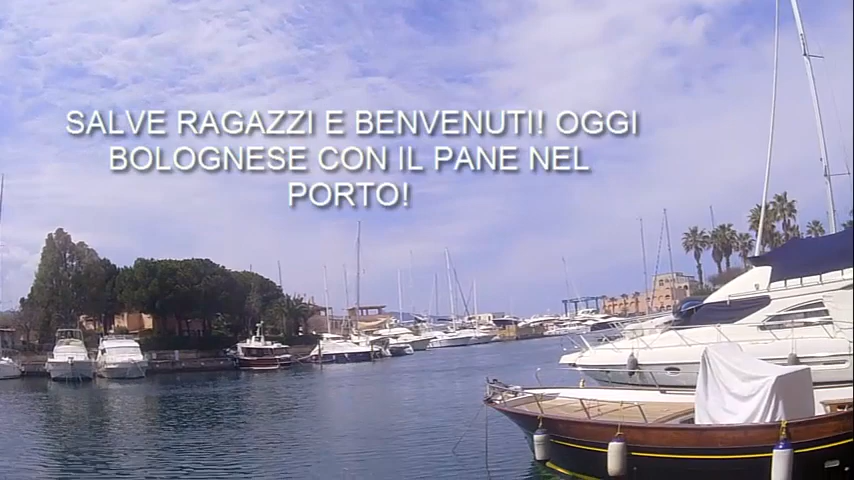 SALVE RAGAZZI E BENVENUTI! OGGI
BOLOGNESE CON IL PANE NEL
PORTO!